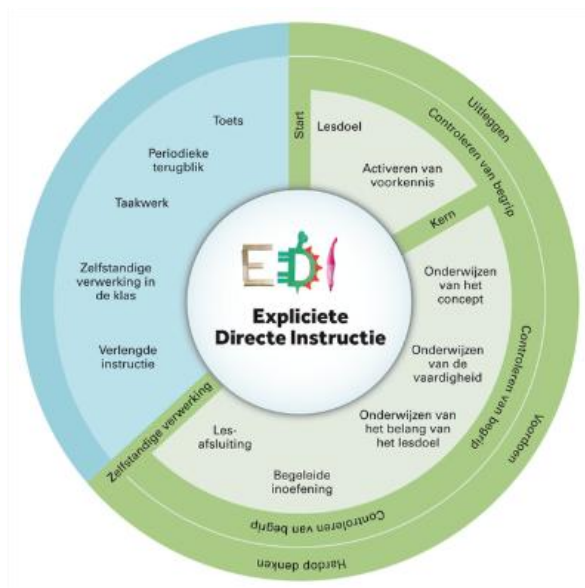 Uitleggen
Controleren van begrip
Start
Lesdoel
Activeren van
voorkennis
Kern
Onderwijzen
van het
concept
Onderwijzen
van de
vaardigheid
Onderwijzen van
het belang van
het lesdoel
Controleren van begrip
Voordoen
Begeleide
inoefening
Les-
afsluiting
Controleren van begrip
Hardop denken
Zelfstandige verwerking
Verlengde
instructie
Zelfstandige
verwerking in
de klas
Taakwerk
Periodieke
terugblik
Toets
EDI
Expliciete
Directe Instructie